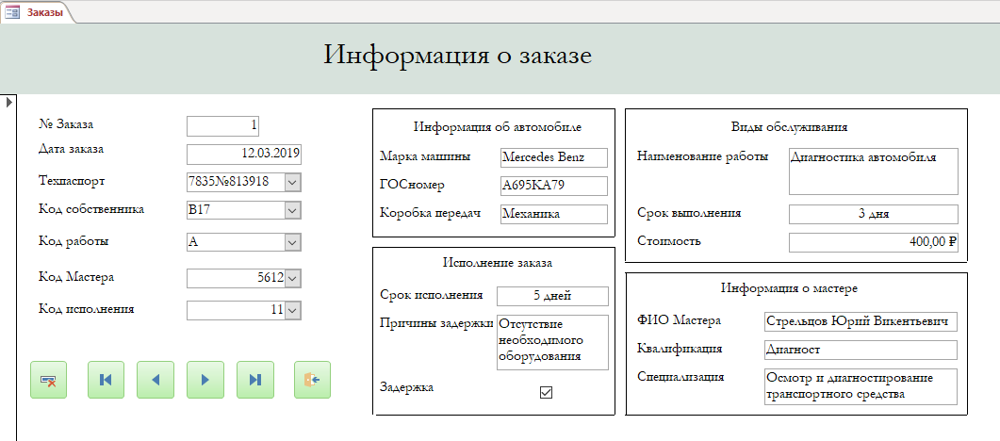 Заказы
Информация о заказе
№ Заказа 1
Дата заказа 12.03.2019
Техпаспорт 7835№813918
Код собственника В17
Код работы А
Код Мастера 5612
Код исполнения 11
Информация об автомобиле
Марка машины Mercedes Benz
ГОСномер А695КА79
Коробка передач Механика
Исполнение заказа
Срок исполнения 5 дней
Причины задержки Отсутствие
необходимого
оборудования
Задержка
Виды обслуживания
Наименование работы Диагностика автомобиля
Срок выполнения 3 дня
Стоимость 400,00 ₽
Информация о мастере
ФИО Мастера Стрельцов Юрий Викентьевич
Квалификация Диагност
Специализация Осмотр и диагностирование
транспортного средства